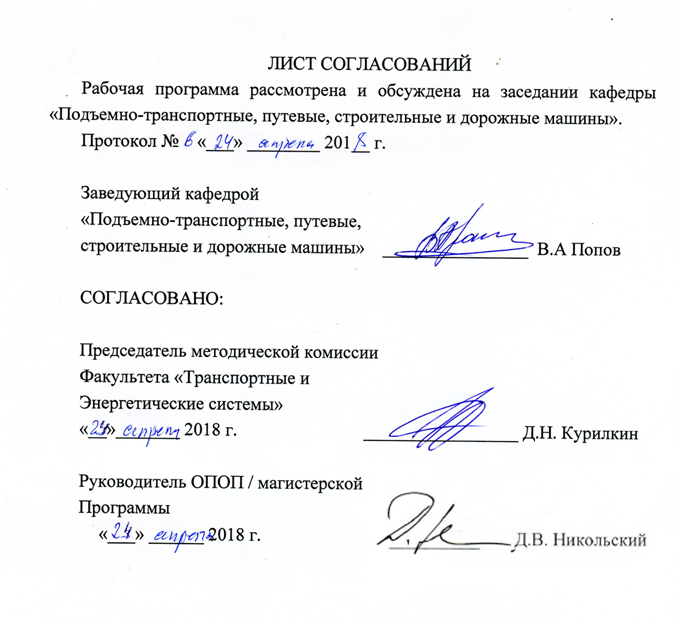 ЛИСТ СОГЛАСОВАНИЙ
Рабочая программа рассмотрена и обсуждена на заседании кафедры
«Подъемно-транспортные, путевые, строительные и дорожные машины».
Протокол № 8 «24» апреля 2018 г.
Заведующий кафедрой
«Подъемно-транспортные, путевые,
строительные и дорожные машины» В.А Попов
СОГЛАСОВАНО:
Председатель методической комиссии
Факультета «Транспортные и
Энергетические системы»
«24» апреля 2018 г. Д.Н. Курилкин
Руководитель ОПОП / магистерской
Программы
«24» апреля 2018 г. Д.В. Никольский